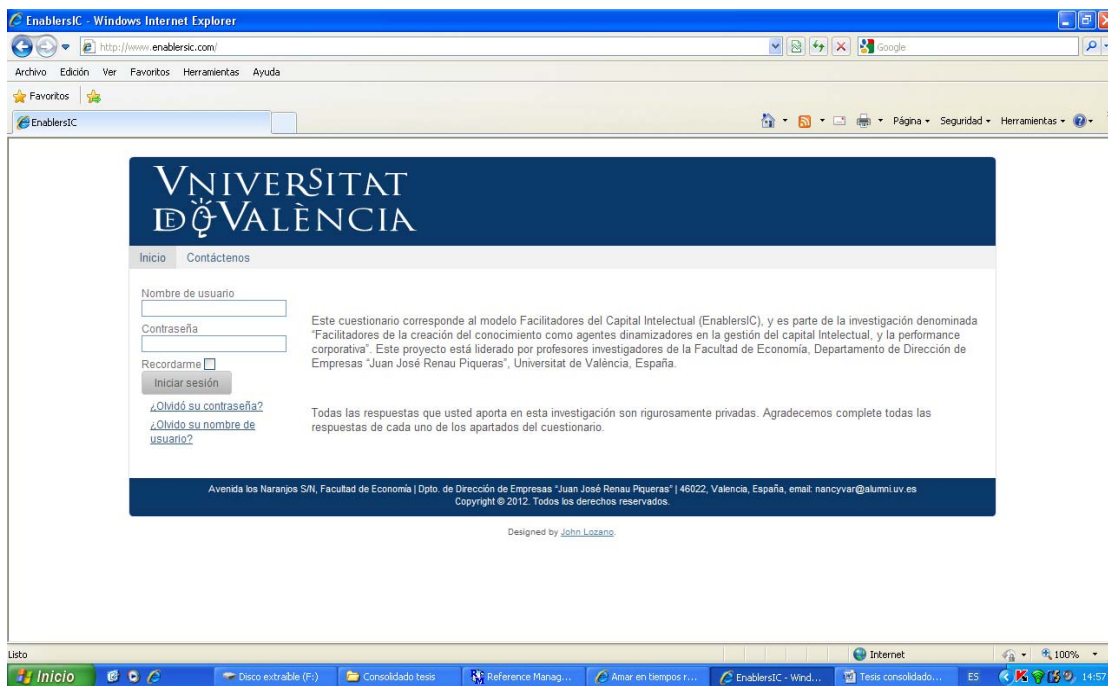 EnablersIC - Windows Internet Explorer
http://www.enablersic.com/
Google
Archivo Edición Ver Favoritos Herramientas Ayuda
Favoritos
EnablersIC
Página Seguridad Herramientas
VNIVERSITAT
DE VALÈNCIA
Inicio Contáctenos
Nombre de usuario
Contraseña
Recordarme
Iniciar sesión
¿Olvidó su contraseña?
¿Olvido su nombre de
usuario?
Este cuestionario corresponde al modelo Facilitadores del Capital Intelectual (EnablersIC), y es parte de la investigación denominada
“Facilitadores de la creación del conocimiento como agentes dinamizadores en la gestión del capital Intelectual, y la performance
corporativa”. Este proyecto está liderado por profesores investigadores de la Facultad de Economía, Departamento de Dirección de
Empresas “Juan José Renau Piqueras”, Universitat de València, España.
Todas las respuestas que usted aporta en esta investigación son rigurosamente privadas. Agradecemos complete todas las
respuestas de cada uno de los apartados del cuestionario.
Avenida los Naranjos S/N, Facultad de Economía | Dpto. de Dirección de Empresas "Juan José Renau Piqueras" | 46022, Valencia, España, email: nancyvar@alumni.uv.es
Copyright © 2012. Todos los derechos reservados.
Designed by John Lozano.
Listo
Internet
100%
Inicio
Disco extraíble (F:)
Consolidado tesis
Reference Manag...
Amar en tiempos r...
EnablersIC - Wind...
Tesis consolidado...
ES
14:57